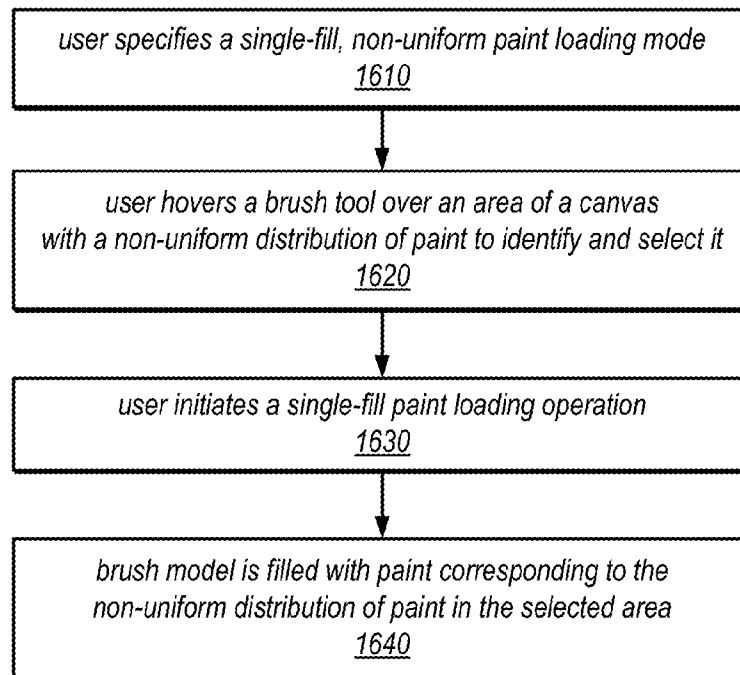 user specifies a single-fill, non-uniform paint loading mode
1610
user hovers a brush tool over an area of a canvas
with a non-uniform distribution of paint to identify and select it
1620
user initiates a single-fill paint loading operation
1630
brush model is filled with paint corresponding to the
non-uniform distribution of paint in the selected area
1640